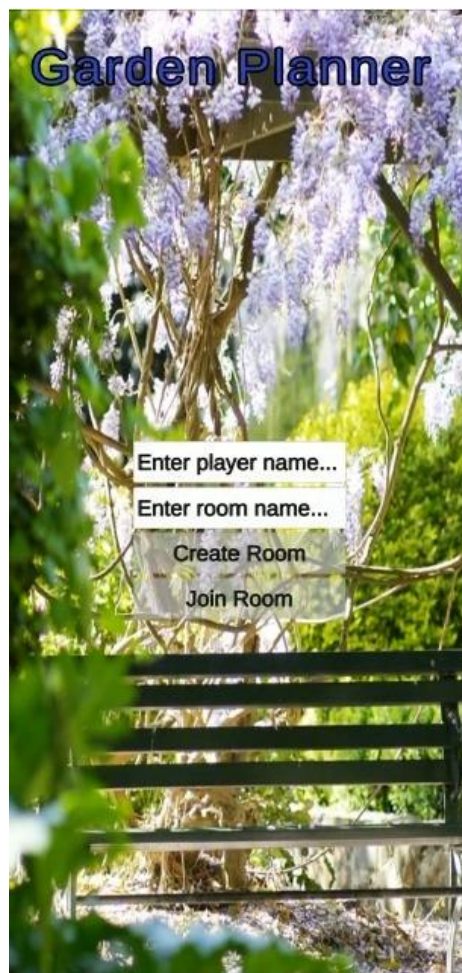 Garden Planner
Enter player name...
Enter room name...
Create Room
Join Room